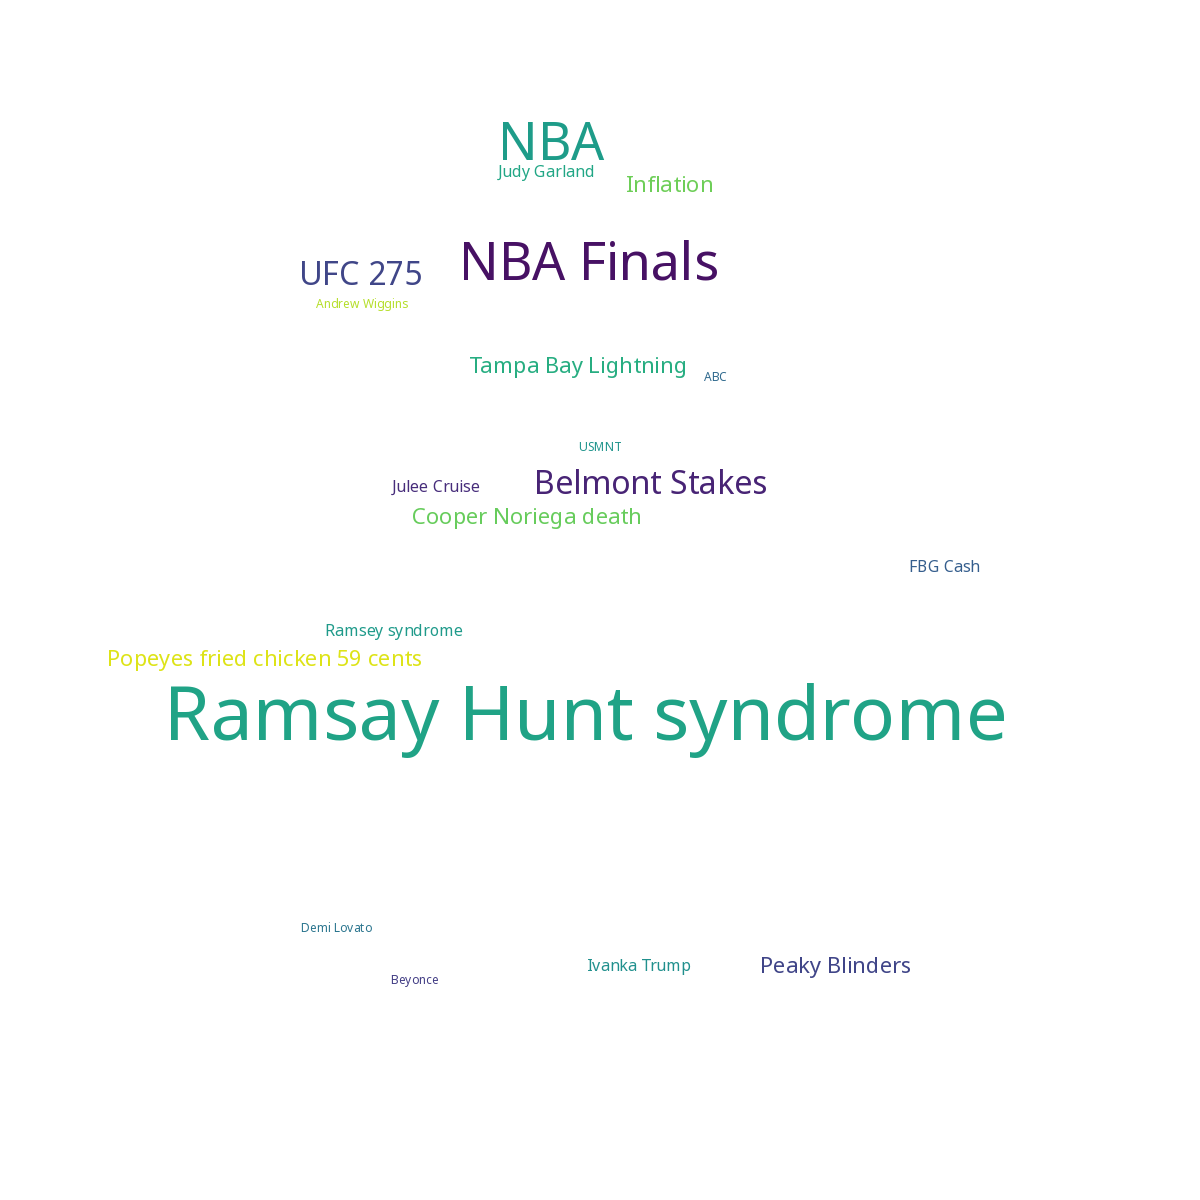 NBA
Judy Garland
Inflation
NBA Finals
UFC 275
Andrew Wiggins
Tampa Bay Lightning
ABC
USMNT
Julee Cruise
Belmont Stakes
Cooper Noriega death
FBG Cash
Ramsey syndrome
Popeyes fried chicken 59 cents
Ramsay Hunt syndrome
Demi Lovato
Ivanka Trump
Peaky Blinders
Beyonce